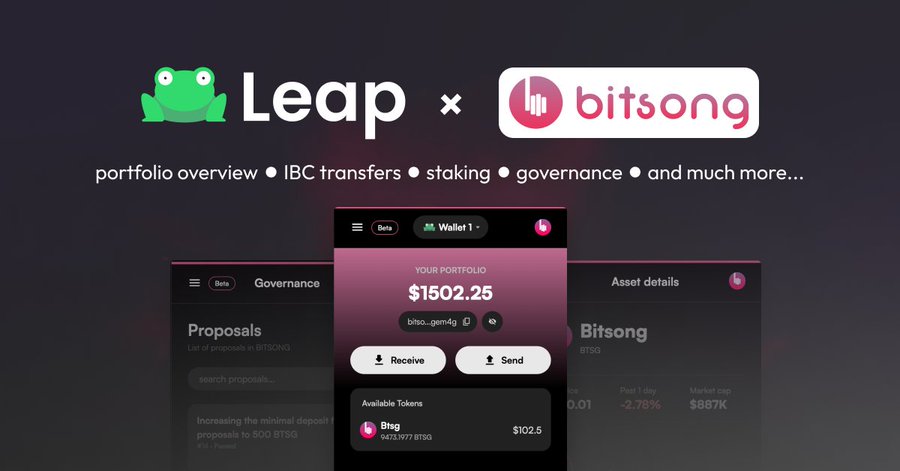 Leap × bitsong
portfolio overview ● IBC transfers ● staking ● governance ● and much more...
Beta
Governance
Proposals
List of proposals in BITSONG
search proposals...
Increasing the minimal deposit f
proposals to 500 BTSG
Beta
Wallet 1
YOUR PORTFOLIO
$1502.25
bitso...gem4g
Receive
Send
Available Tokens
Btsg
9473.1977 BTSG
$102.5
Asset details
Bitsong
BTSG
Past 1 day
Market cap
0.01
-2.78%
$887K